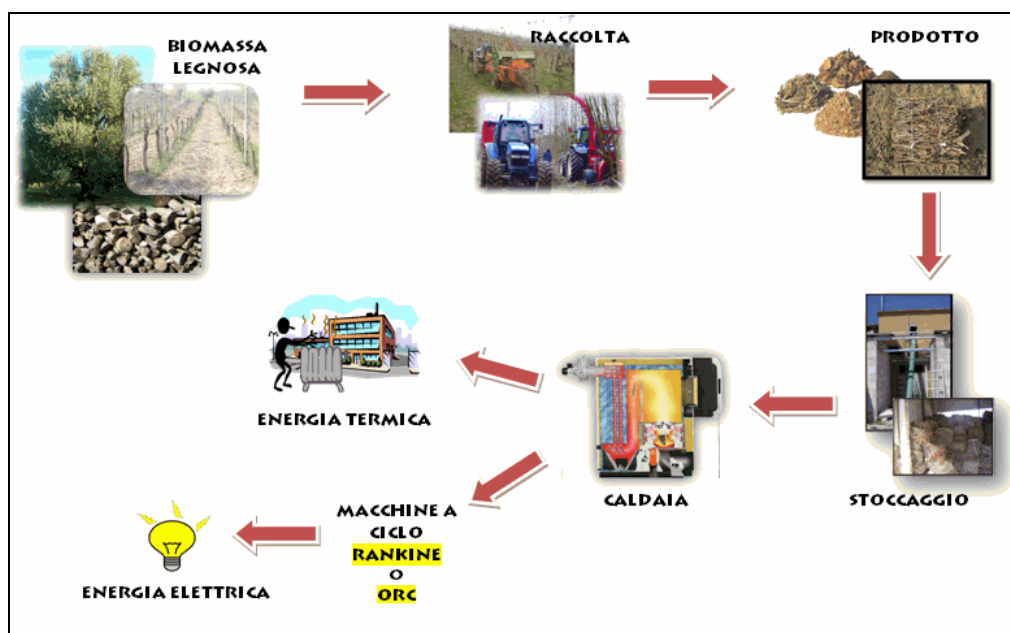 BIOMASSA
LEGNOSA
RACCOLTA
PRODOTTO
STOCCAGGIO
CALDAIA
ENERGIA TERMICA
MACCHINE A
CICLO
RANKINE
O
ORC
ENERGIA ELETTRICA